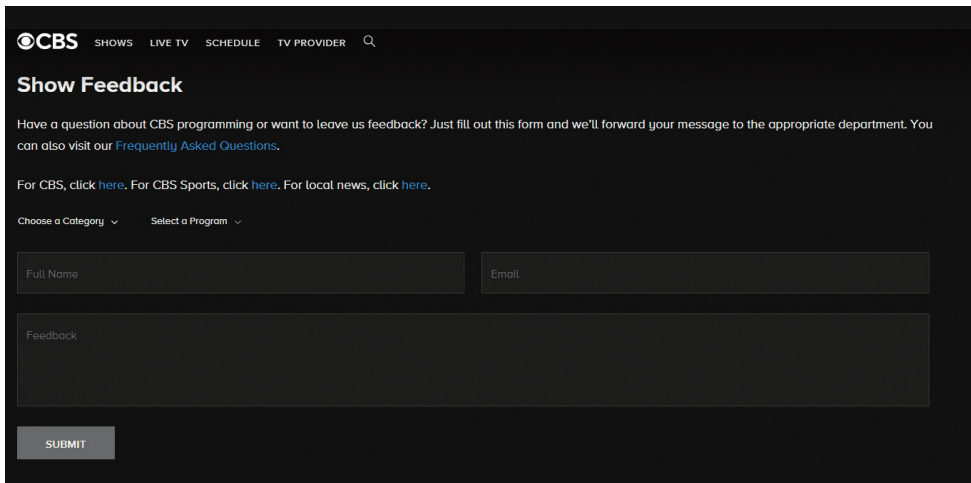 CBS SHOWS LIVE TV SCHEDULE TV PROVIDER
Show Feedback
Have a question about CBS programming or want to leave us feedback? Just fill out this form and we'll forward your message to the appropriate department. You
can also visit our Frequently Asked Questions.
For CBS, click here. For CBS Sports, click here. For local news, click here.
Choose a Category Select a Program
Full Name Email
Feedback
SUBMIT